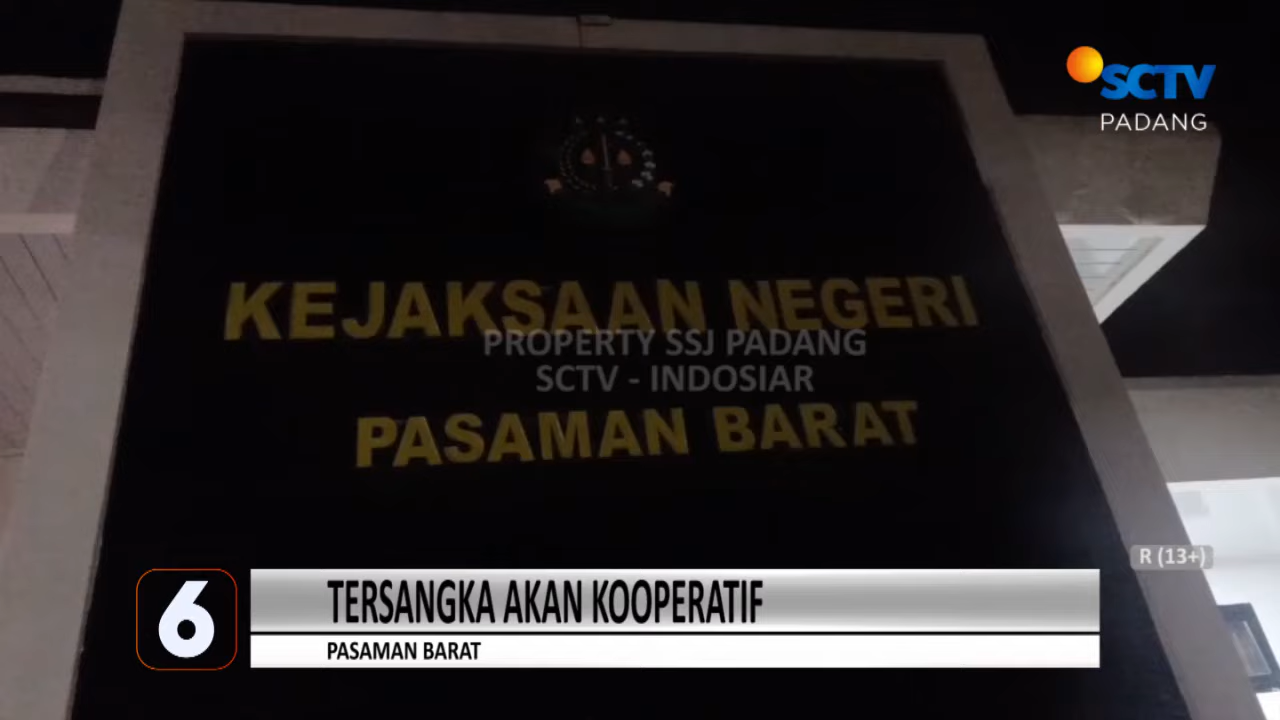 SCTV
PADANG
KEJAKSAAN NEGERI
PROPERTY SSJ PADANG
SCTV - INDOSIAR
PASAMAN BARAT
R (13+)
6
TERSANGKA AKAN KOOPERATIF
PASAMAN BARAT